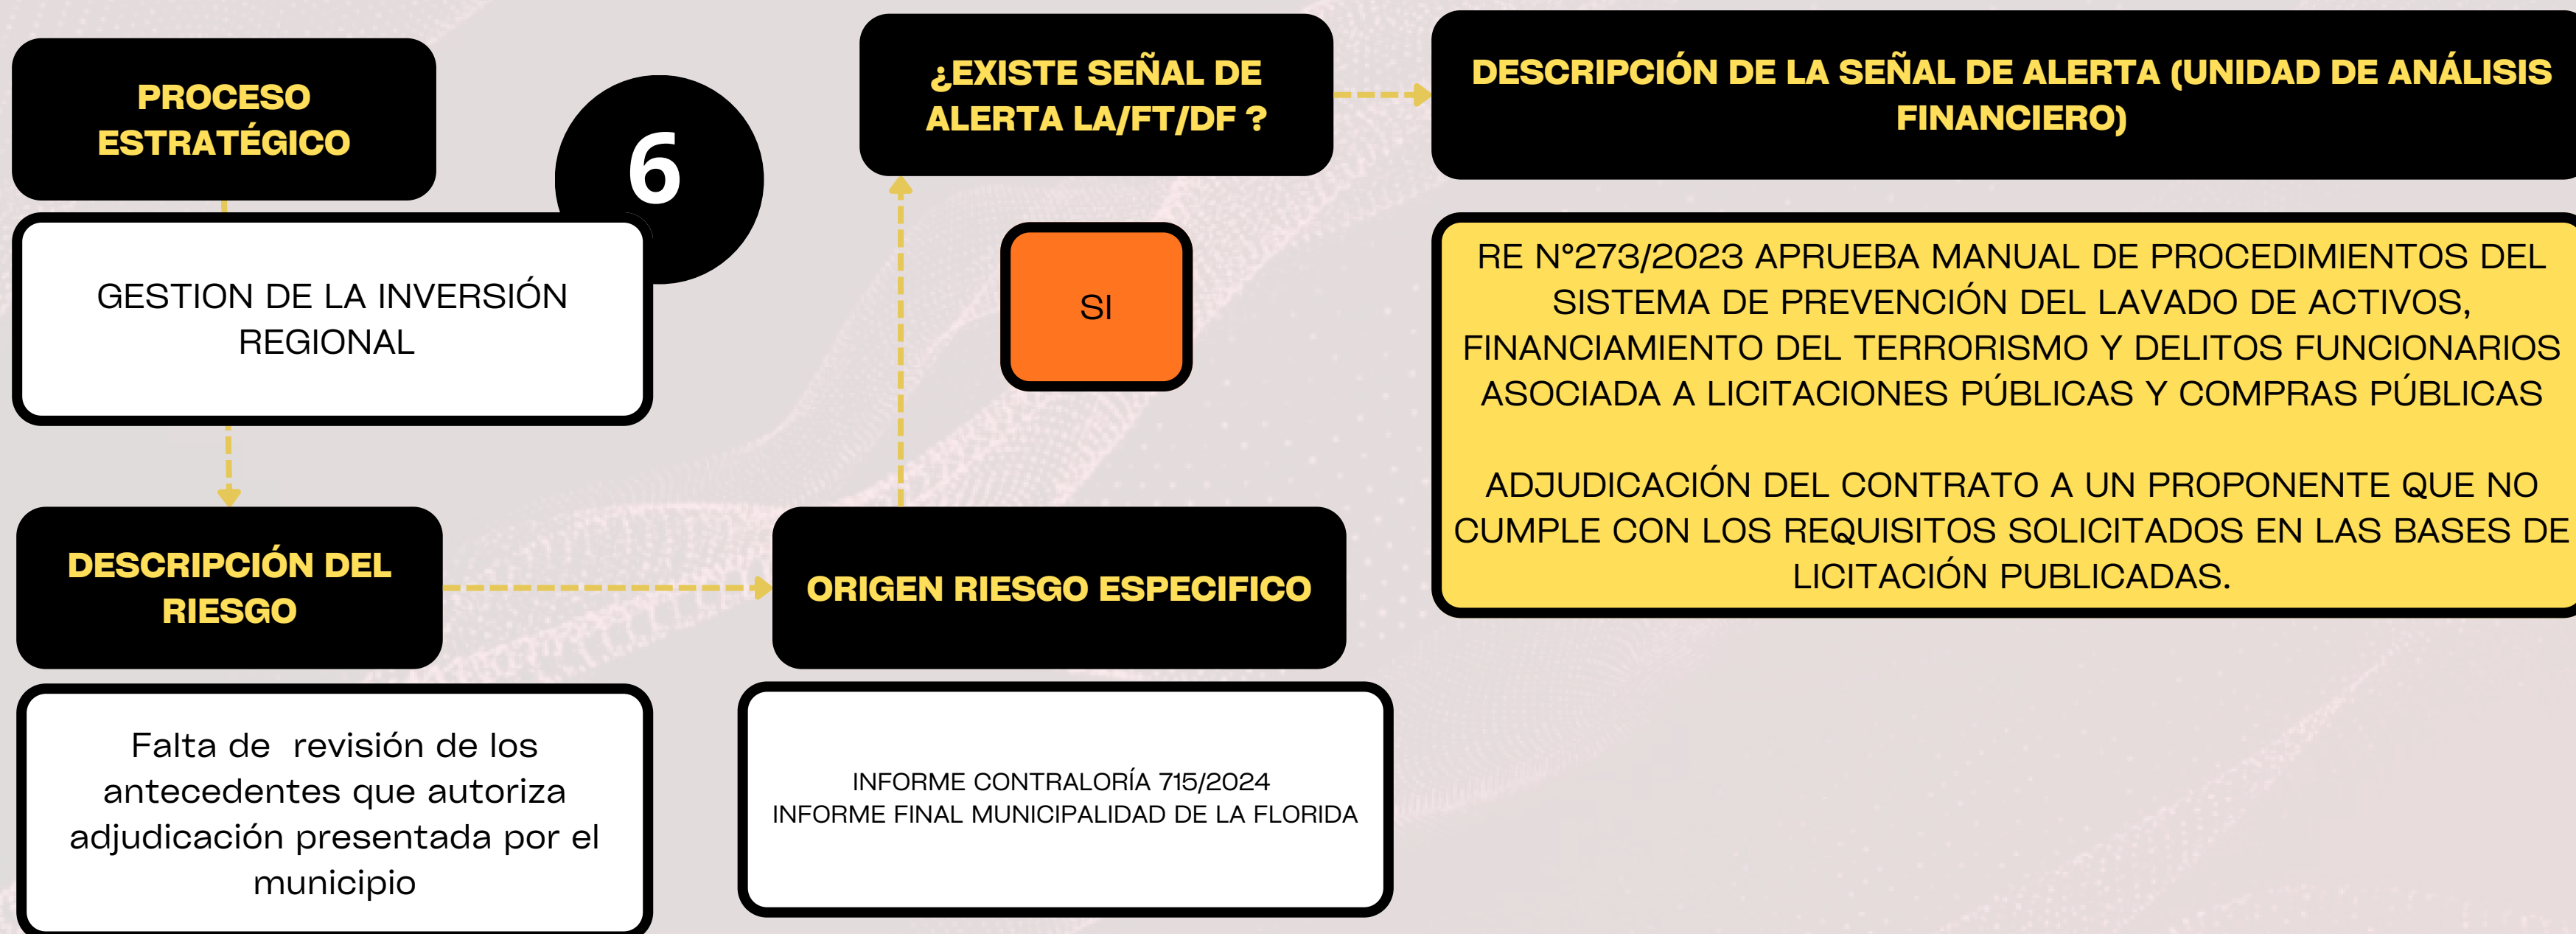 PROCESO
ESTRATÉGICO
6
GESTION DE LA INVERSIÓN
REGIONAL
DESCRIPCIÓN DEL
RIESGO
Falta de  revisión de los
antecedentes que autoriza
adjudicación presentada por el
municipio
ORIGEN RIESGO ESPECIFICO
INFORME CONTRALORÍA 715/2024
INFORME FINAL MUNICIPALIDAD DE LA FLORIDA
¿EXISTE SEÑAL DE
ALERTA LA/FT/DF ?
SI
DESCRIPCIÓN DE LA SEÑAL DE ALERTA (UNIDAD DE ANÁLISIS
FINANCIERO)
RE N°273/2023 APRUEBA MANUAL DE PROCEDIMIENTOS DEL
SISTEMA DE PREVENCIÓN DEL LAVADO DE ACTIVOS,
FINANCIAMIENTO DEL TERRORISMO Y DELITOS FUNCIONARIOS
ASOCIADA A LICITACIONES PÚBLICAS Y COMPRAS PÚBLICAS
ADJUDICACIÓN DEL CONTRATO A UN PROPONENTE QUE NO
CUMPLE CON LOS REQUISITOS SOLICITADOS EN LAS BASES DE
LICITACIÓN PUBLICADAS.